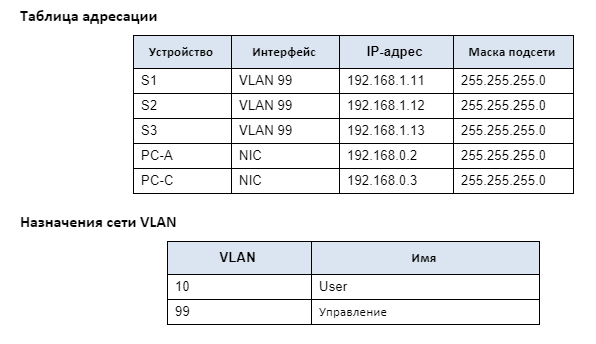 Таблица адресации
Устройство Интерфейс IP-адрес Маска подсети
S1 VLAN 99 192.168.1.11 255.255.255.0
S2 VLAN 99 192.168.1.12 255.255.255.0
S3 VLAN 99 192.168.1.13 255.255.255.0
PC-A NIC 192.168.0.2 255.255.255.0
PC-C NIC 192.168.0.3 255.255.255.0
Назначения сети VLAN
VLAN Имя
10 User
99 Управление